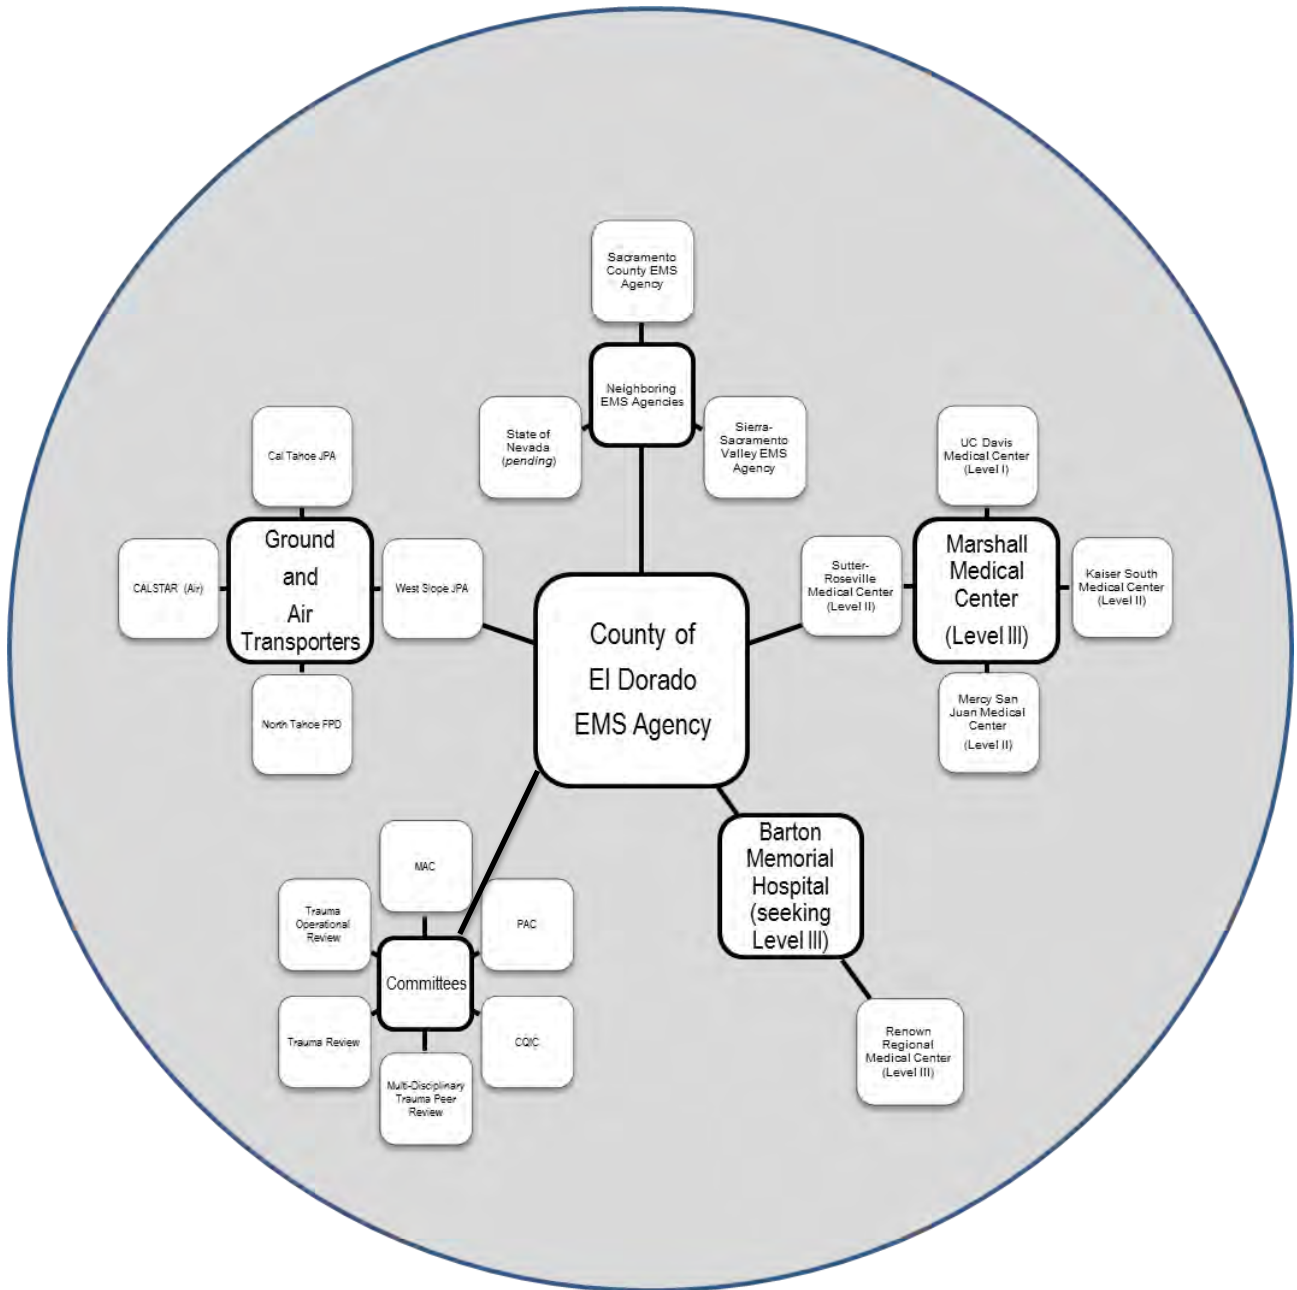 Sacramento
County EMS
Agency
Neighboring
EMS Agencies
State of
Nevada
(pending)
Sierra-
Sacramento
Valley EMS
Agency
Cal Tahoe JPA
Ground
and
Air
Transporters
CALSTAR (Air)
West Slope JPA
North Tahoe FPD
County of
El Dorado
EMS Agency
UC Davis
Medical Center
(Level I)
Marshall
Medical
Center
(Level III)
Sutter-
Roseville
Medical Center
(Level II)
Kaiser South
Medical Center
(Level II)
Mercy San
Juan Medical
Center
(Level II)
Barton
Memorial
Hospital
(seeking
Level III)
Renown
Regional
Medical Center
(Level III)
MAC
Trauma
Operational
Review
PAC
Committees
Trauma Review
CQIC
Multi-Disciplinary
Trauma Peer
Review